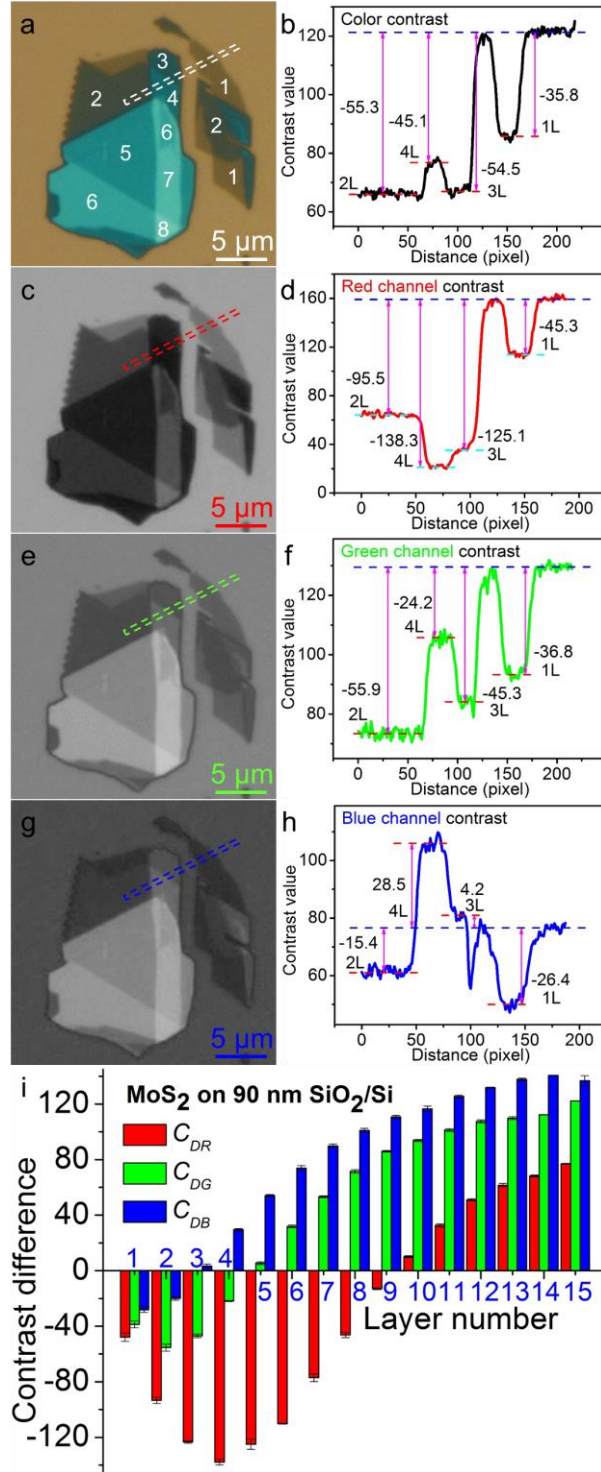 a
3
2
1
4
6
2
5
1
7
6
8
5 µm
b
Color contrast
120
100
80
60
-55.3
-45.1
4L
-54.5
3L
-35.8
1L
2L
0 50 100 150 200
Distance (pixel)
Contrast value
c
5 µm
d
Red channel contrast
160
120
80
40
0
-95.5
2L
-138.3
4L
-125.1
3L
-45.3
1L
0 50 100 150 200
Distance (pixel)
Contrast value
e
5 µm
f
Green channel contrast
120
100
80
-24.2
4L
-55.9
2L
-45.3
3L
-36.8
1L
0 50 100 150 200
Distance (pixel)
Contrast value
g
5 µm
h
Blue channel contrast
100
80
60
28.5
4L
4.2
3L
-15.4
2L
-26.4
1L
0 50 100 150 200
Distance (pixel)
Contrast value
i
MoS2 on 90 nm SiO2/Si
CDR
CDG
CDB
120
80
40
0
-40
-80
-120
Contrast difference
1 2 3 4 5 6 7 8 9 10 11 12 13 14 15
Layer number